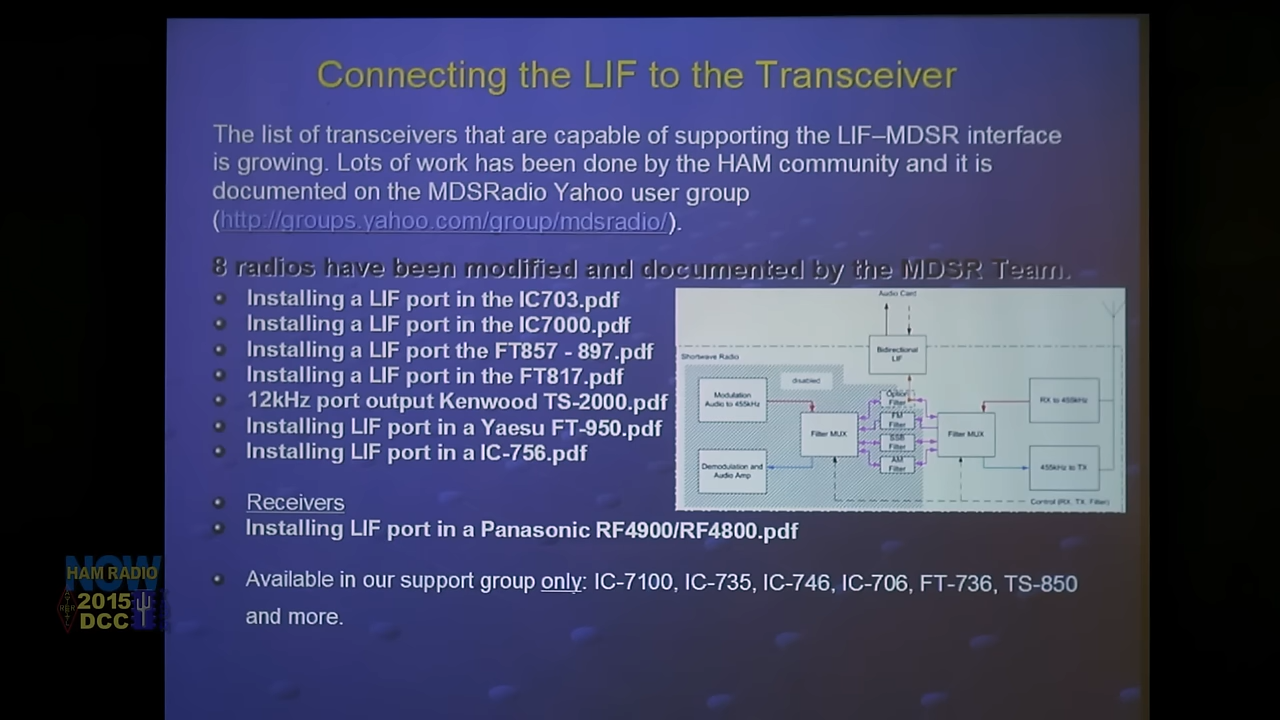 Connecting the LIF to the Transceiver
The list of transceivers that are capable of supporting the LIF–MDSR interface
is growing. Lots of work has been done by the HAM community and it is
documented on the MDSRadio Yahoo user group
(http://groups.yahoo.com/group/mdsradio/).
8 radios have been modified and documented by the MDSR Team.
Installing a LIF port in the IC703.pdf
Installing a LIF port in the IC7000.pdf
Installing a LIF port the FT857 - 897.pdf
Installing a LIF port in the FT817.pdf
12kHz port output Kenwood TS-2000.pdf
Installing LIF port in a Yaesu FT-950.pdf
Installing LIF port in a IC-756.pdf
Receivers
Installing LIF port in a Panasonic RF4900/RF4800.pdf
Available in our support group only: IC-7100, IC-735, IC-746, IC-706, FT-736, TS-850
and more.
Audio Card
Bidirectional
LIF
Shortwave Radio
disabled
Modulation
Audio to 455kHz
Option
Filter
RX to 455kHz
FM
Filter
Filter MUX
Filter MUX
SSB
Filter
AM
Filter
Demodulation and
Audio Amp
455kHz to TX
Control (RX, TX, Filter)
NOW
HAM RADIO
2015
DCC